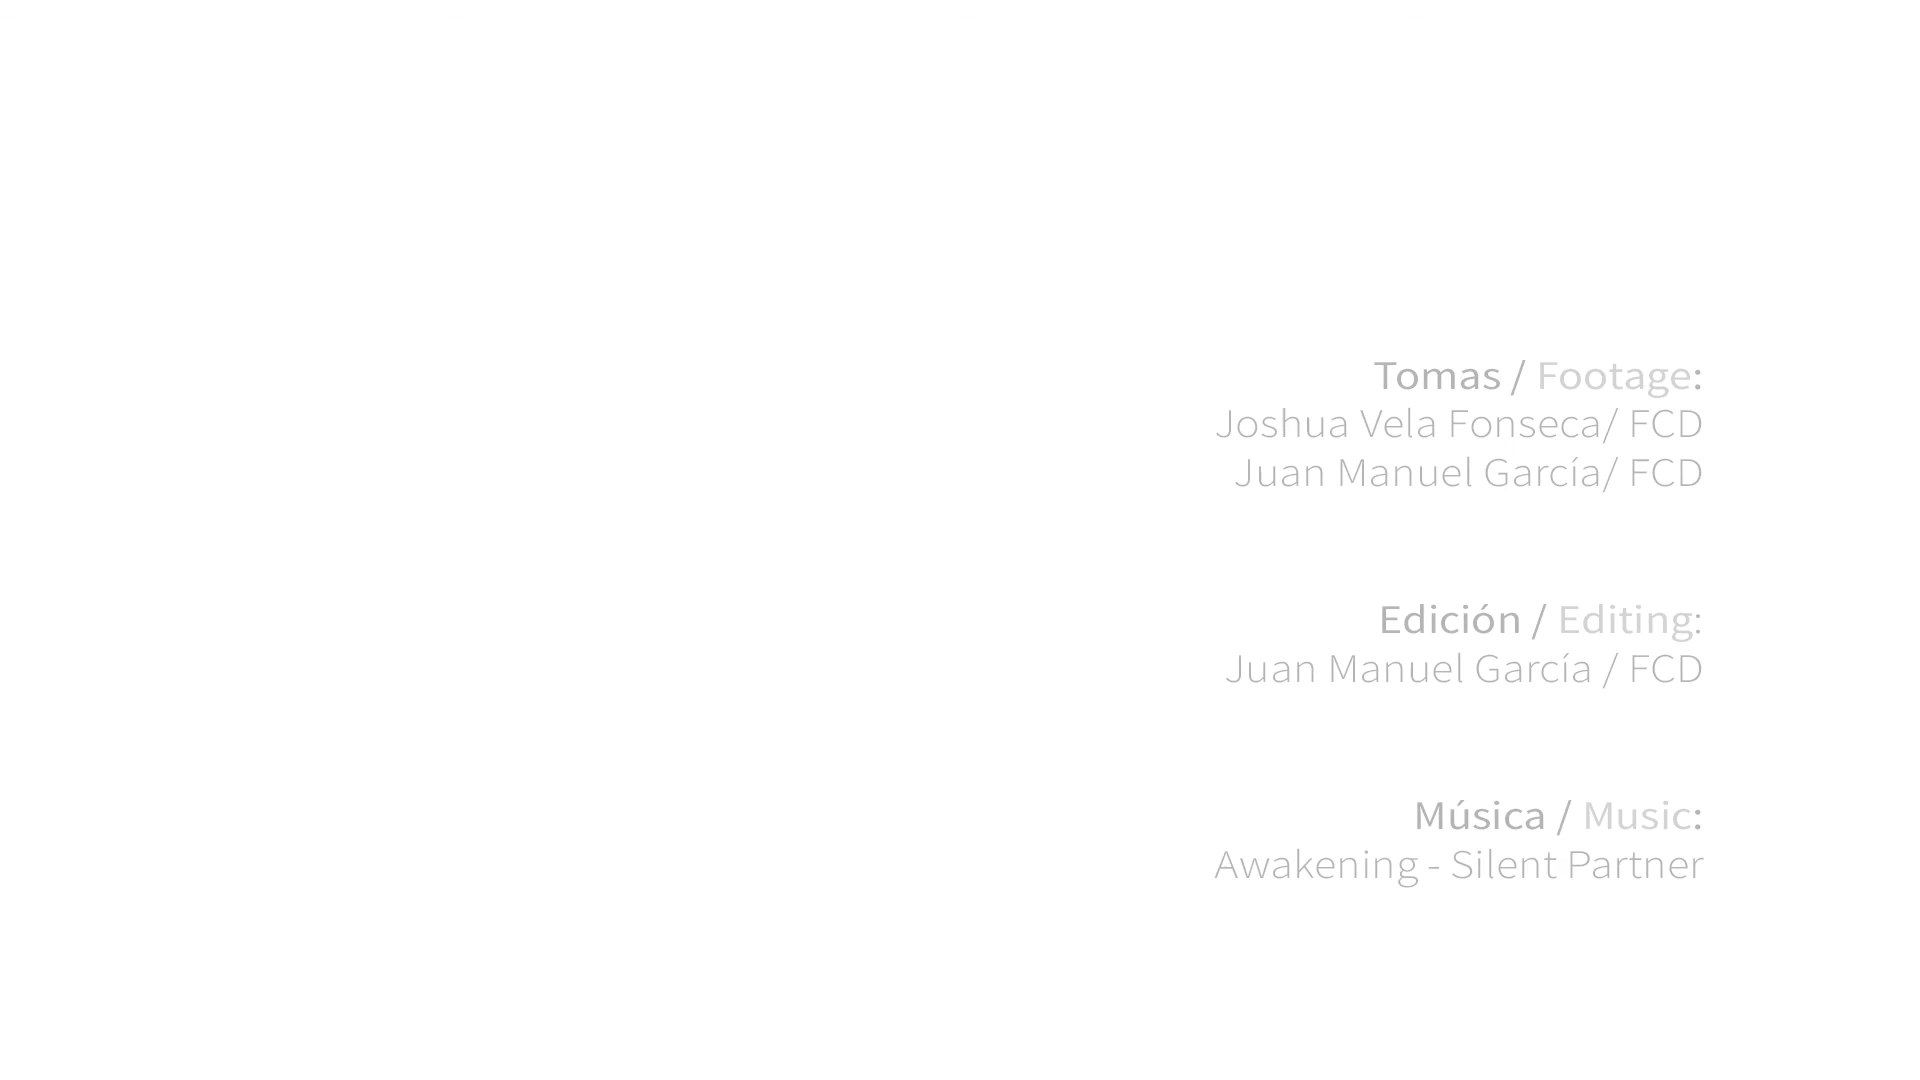 Tomas / Footage:
Joshua Vela Fonseca/ FCD
Juan Manuel García/ FCD
Edición / Editing:
Juan Manuel García / FCD
Música / Music:
Awakening - Silent Partner